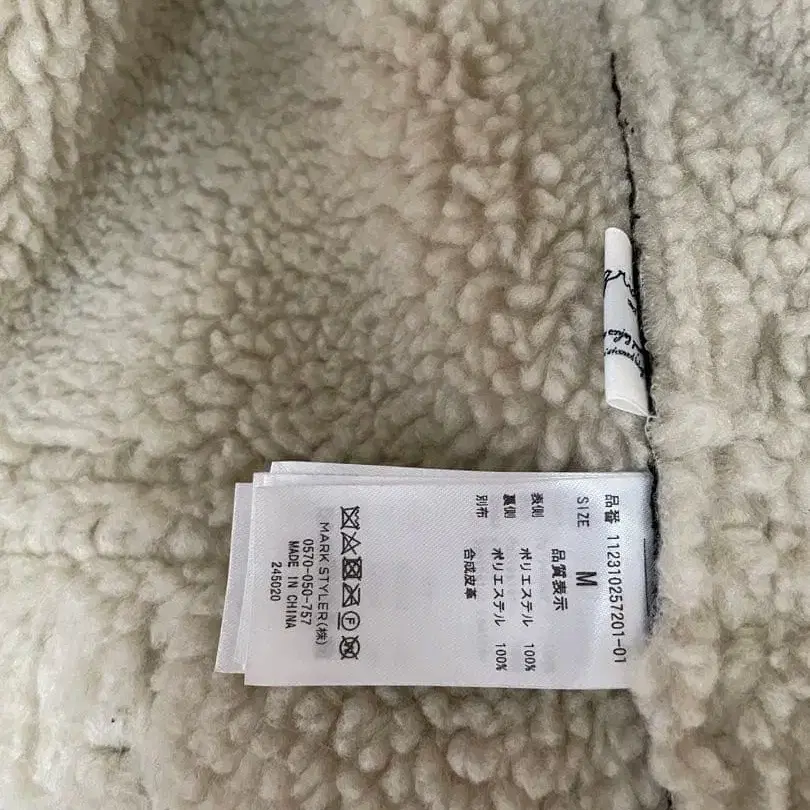 品番 112310257201-01
SIZE M
品質表示
表側 ポリエステル 100%
裏側 ポリエステル 100%
別布 合成皮革
F
MARK STYLER(株)
0570-050-757
MADE IN CHINA
245020